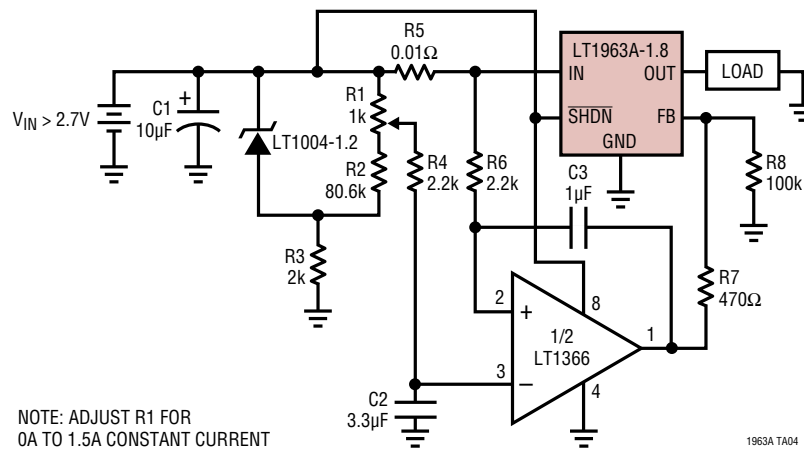 R5
0.01Ω
LT1963A-1.8
IN
OUT
LOAD
SHDN
FB
GND
R1
1k
V_IN > 2.7V
+
C1
10µF
LT1004-1.2
R2
80.6k
R4
2.2k
R6
2.2k
C3
1µF
R8
100k
R3
2k
R7
470Ω
2
+
8
1/2
LT1366
1
3
–
4
C2
3.3µF
NOTE: ADJUST R1 FOR
0A TO 1.5A CONSTANT CURRENT
1963A TA04